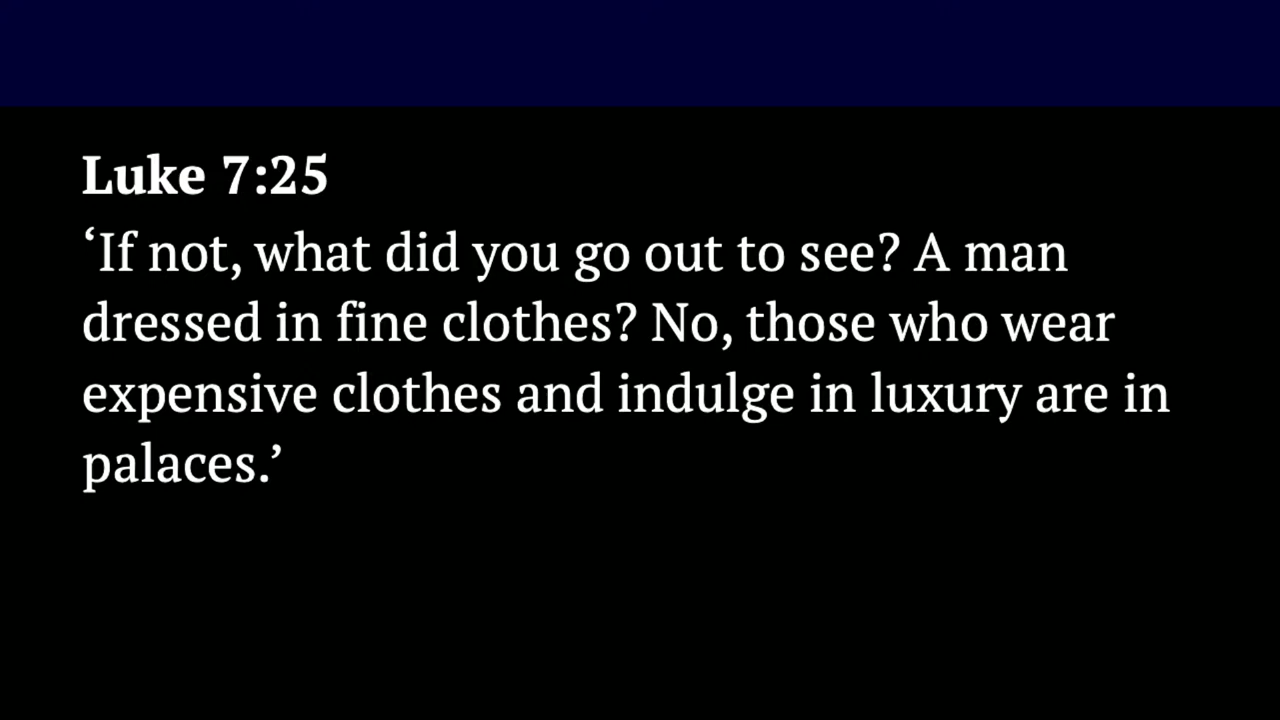 Luke 7:25
‘If not, what did you go out to see? A man
dressed in fine clothes? No, those who wear
expensive clothes and indulge in luxury are in
palaces.’